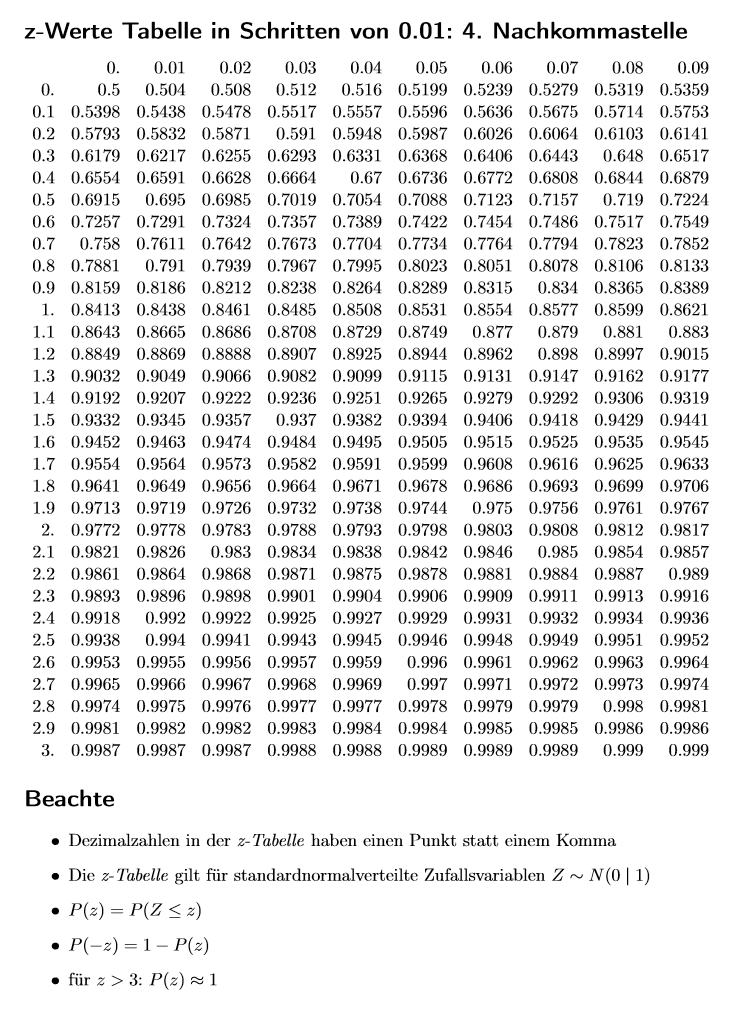 z-Werte Tabelle in Schritten von 0.01: 4. Nachkommastelle
0. 0.01 0.02 0.03 0.04 0.05 0.06 0.07 0.08 0.09
0. 0.5 0.504 0.508 0.512 0.516 0.5199 0.5239 0.5279 0.5319 0.5359
0.1 0.5398 0.5438 0.5478 0.5517 0.5557 0.5596 0.5636 0.5675 0.5714 0.5753
0.2 0.5793 0.5832 0.5871 0.591 0.5948 0.5987 0.6026 0.6064 0.6103 0.6141
0.3 0.6179 0.6217 0.6255 0.6293 0.6331 0.6368 0.6406 0.6443 0.648 0.6517
0.4 0.6554 0.6591 0.6628 0.6664 0.67 0.6736 0.6772 0.6808 0.6844 0.6879
0.5 0.6915 0.695 0.6985 0.7019 0.7054 0.7088 0.7123 0.7157 0.719 0.7224
0.6 0.7257 0.7291 0.7324 0.7357 0.7389 0.7422 0.7454 0.7486 0.7517 0.7549
0.7 0.758 0.7611 0.7642 0.7673 0.7704 0.7734 0.7764 0.7794 0.7823 0.7852
0.8 0.7881 0.791 0.7939 0.7967 0.7995 0.8023 0.8051 0.8078 0.8106 0.8133
0.9 0.8159 0.8186 0.8212 0.8238 0.8264 0.8289 0.8315 0.834 0.8365 0.8389
1. 0.8413 0.8438 0.8461 0.8485 0.8508 0.8531 0.8554 0.8577 0.8599 0.8621
1.1 0.8643 0.8665 0.8686 0.8708 0.8729 0.8749 0.877 0.879 0.881 0.883
1.2 0.8849 0.8869 0.8888 0.8907 0.8925 0.8944 0.8962 0.898 0.8997 0.9015
1.3 0.9032 0.9049 0.9066 0.9082 0.9099 0.9115 0.9131 0.9147 0.9162 0.9177
1.4 0.9192 0.9207 0.9222 0.9236 0.9251 0.9265 0.9279 0.9292 0.9306 0.9319
1.5 0.9332 0.9345 0.9357 0.937 0.9382 0.9394 0.9406 0.9418 0.9429 0.9441
1.6 0.9452 0.9463 0.9474 0.9484 0.9495 0.9505 0.9515 0.9525 0.9535 0.9545
1.7 0.9554 0.9564 0.9573 0.9582 0.9591 0.9599 0.9608 0.9616 0.9625 0.9633
1.8 0.9641 0.9649 0.9656 0.9664 0.9671 0.9678 0.9686 0.9693 0.9699 0.9706
1.9 0.9713 0.9719 0.9726 0.9732 0.9738 0.9744 0.975 0.9756 0.9761 0.9767
2. 0.9772 0.9778 0.9783 0.9788 0.9793 0.9798 0.9803 0.9808 0.9812 0.9817
2.1 0.9821 0.9826 0.983 0.9834 0.9838 0.9842 0.9846 0.985 0.9854 0.9857
2.2 0.9861 0.9864 0.9868 0.9871 0.9875 0.9878 0.9881 0.9884 0.9887 0.989
2.3 0.9893 0.9896 0.9898 0.9901 0.9904 0.9906 0.9909 0.9911 0.9913 0.9916
2.4 0.9918 0.992 0.9922 0.9925 0.9927 0.9929 0.9931 0.9932 0.9934 0.9936
2.5 0.9938 0.994 0.9941 0.9943 0.9945 0.9946 0.9948 0.9949 0.9951 0.9952
2.6 0.9953 0.9955 0.9956 0.9957 0.9959 0.996 0.9961 0.9962 0.9963 0.9964
2.7 0.9965 0.9966 0.9967 0.9968 0.9969 0.997 0.9971 0.9972 0.9973 0.9974
2.8 0.9974 0.9975 0.9976 0.9977 0.9977 0.9978 0.9979 0.9979 0.998 0.9981
2.9 0.9981 0.9982 0.9982 0.9983 0.9984 0.9984 0.9985 0.9985 0.9986 0.9986
3. 0.9987 0.9987 0.9987 0.9988 0.9988 0.9989 0.9989 0.9989 0.999 0.999
Beachte
• Dezimalzahlen in der z-Tabelle haben einen Punkt statt einem Komma
• Die z-Tabelle gilt für standardnormalverteilte Zufallsvariablen Z ∼ N(0 | 1)
• P(z) = P(Z ≤ z)
• P(−z) = 1 − P(z)
• für z > 3: P(z) ≈ 1